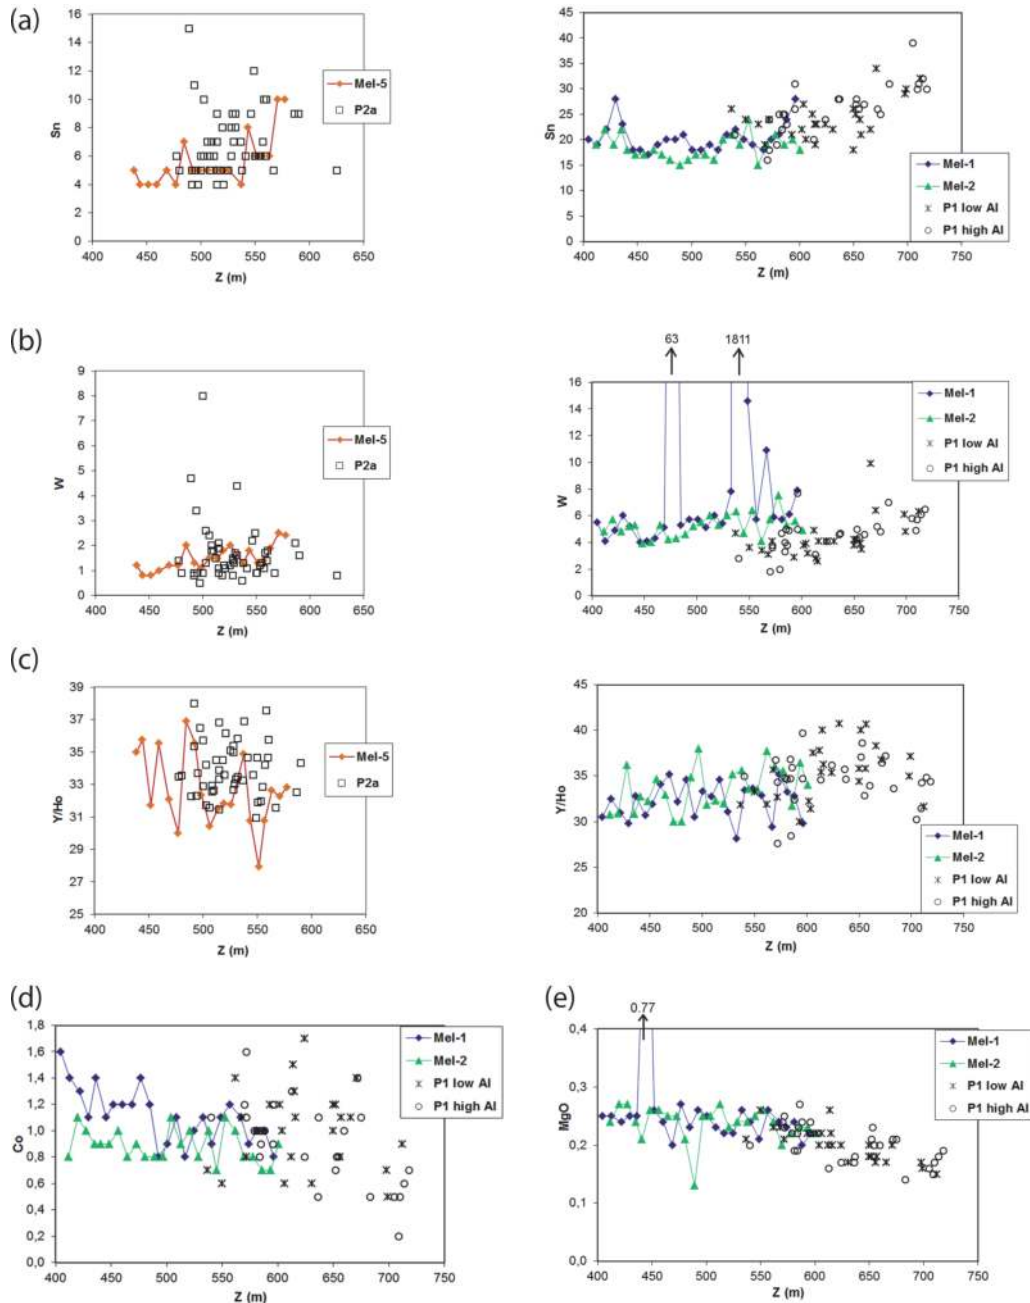 (a)
16
14
12
10
8
6
4
2
0
Sn
400 450 500 550 600 650
Z (m)
Mel-5
P2a
45
40
35
30
25
20
15
10
5
0
Sn
400 450 500 550 600 650 700 750
Z (m)
Mel-1
Mel-2
P1 low Al
P1 high Al
(b)
9
8
7
6
5
4
3
2
1
0
W
400 450 500 550 600 650
Z (m)
Mel-5
P2a
63 1811
16
14
12
10
8
6
4
2
0
W
400 450 500 550 600 650 700 750
Z (m)
Mel-1
Mel-2
P1 low Al
P1 high Al
(c)
39
37
35
33
31
29
27
25
Y/Ho
400 450 500 550 600 650
Z (m)
Mel-5
P2a
45
40
35
30
25
20
Y/Ho
400 450 500 550 600 650 700 750
Z (m)
Mel-1
Mel-2
P1 low Al
P1 high Al
(d)
1,8
1,6
1,4
1,2
1,0
0,8
0,6
0,4
0,2
0,0
Co
400 450 500 550 600 650 700 750
Z (m)
Mel-1
Mel-2
P1 low Al
P1 high Al
(e)
0.77
0,4
0,3
0,2
0,1
0,0
MgO
400 450 500 550 600 650 700 750
Z (m)
Mel-1
Mel-2
P1 low Al
P1 high Al